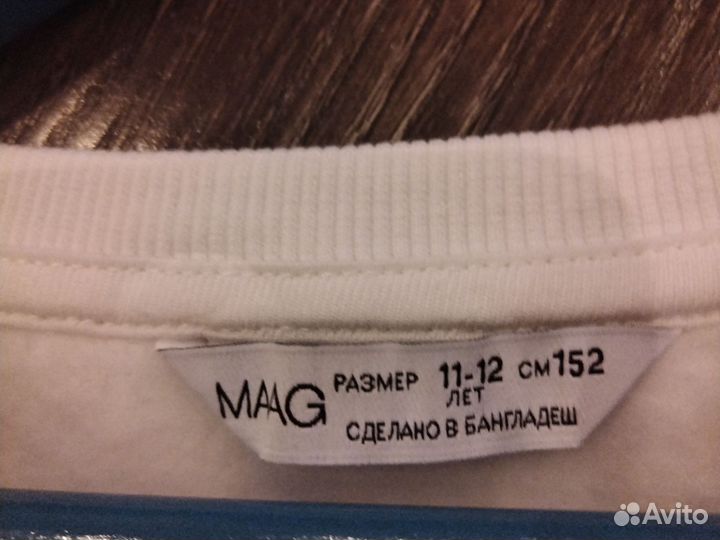 MAAG
РАЗМЕР 11-12 СМ 152
ЛЕТ
СДЕЛАНО В БАНГЛАДЕШ
Avito